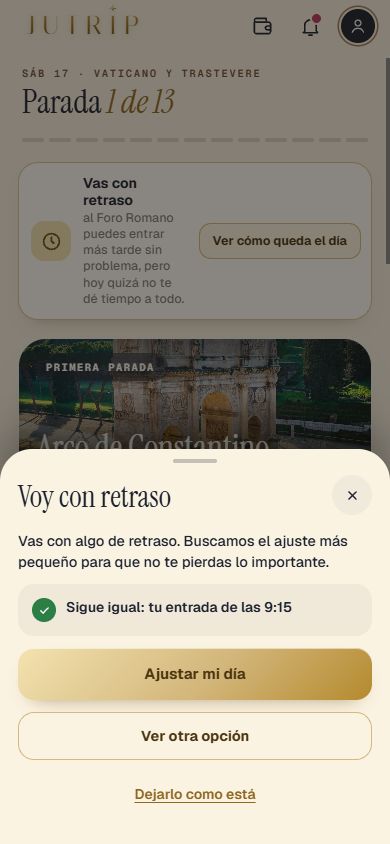 JUTRIP
SÁB 17 · VATICANO Y TRASTEVERE
Parada 1 de 13
Vas con
retraso
al Foro Romano
puedes entrar
más tarde sin
problema, pero
hoy quizá no te
dé tiempo a todo.
Ver cómo queda el día
PRIMERA PARADA
Arco de Constantino
Voy con retraso
Vas con algo de retraso. Buscamos el ajuste más
pequeño para que no te pierdas lo importante.
Sigue igual: tu entrada de las 9:15
Ajustar mi día
Ver otra opción
Dejarlo como está